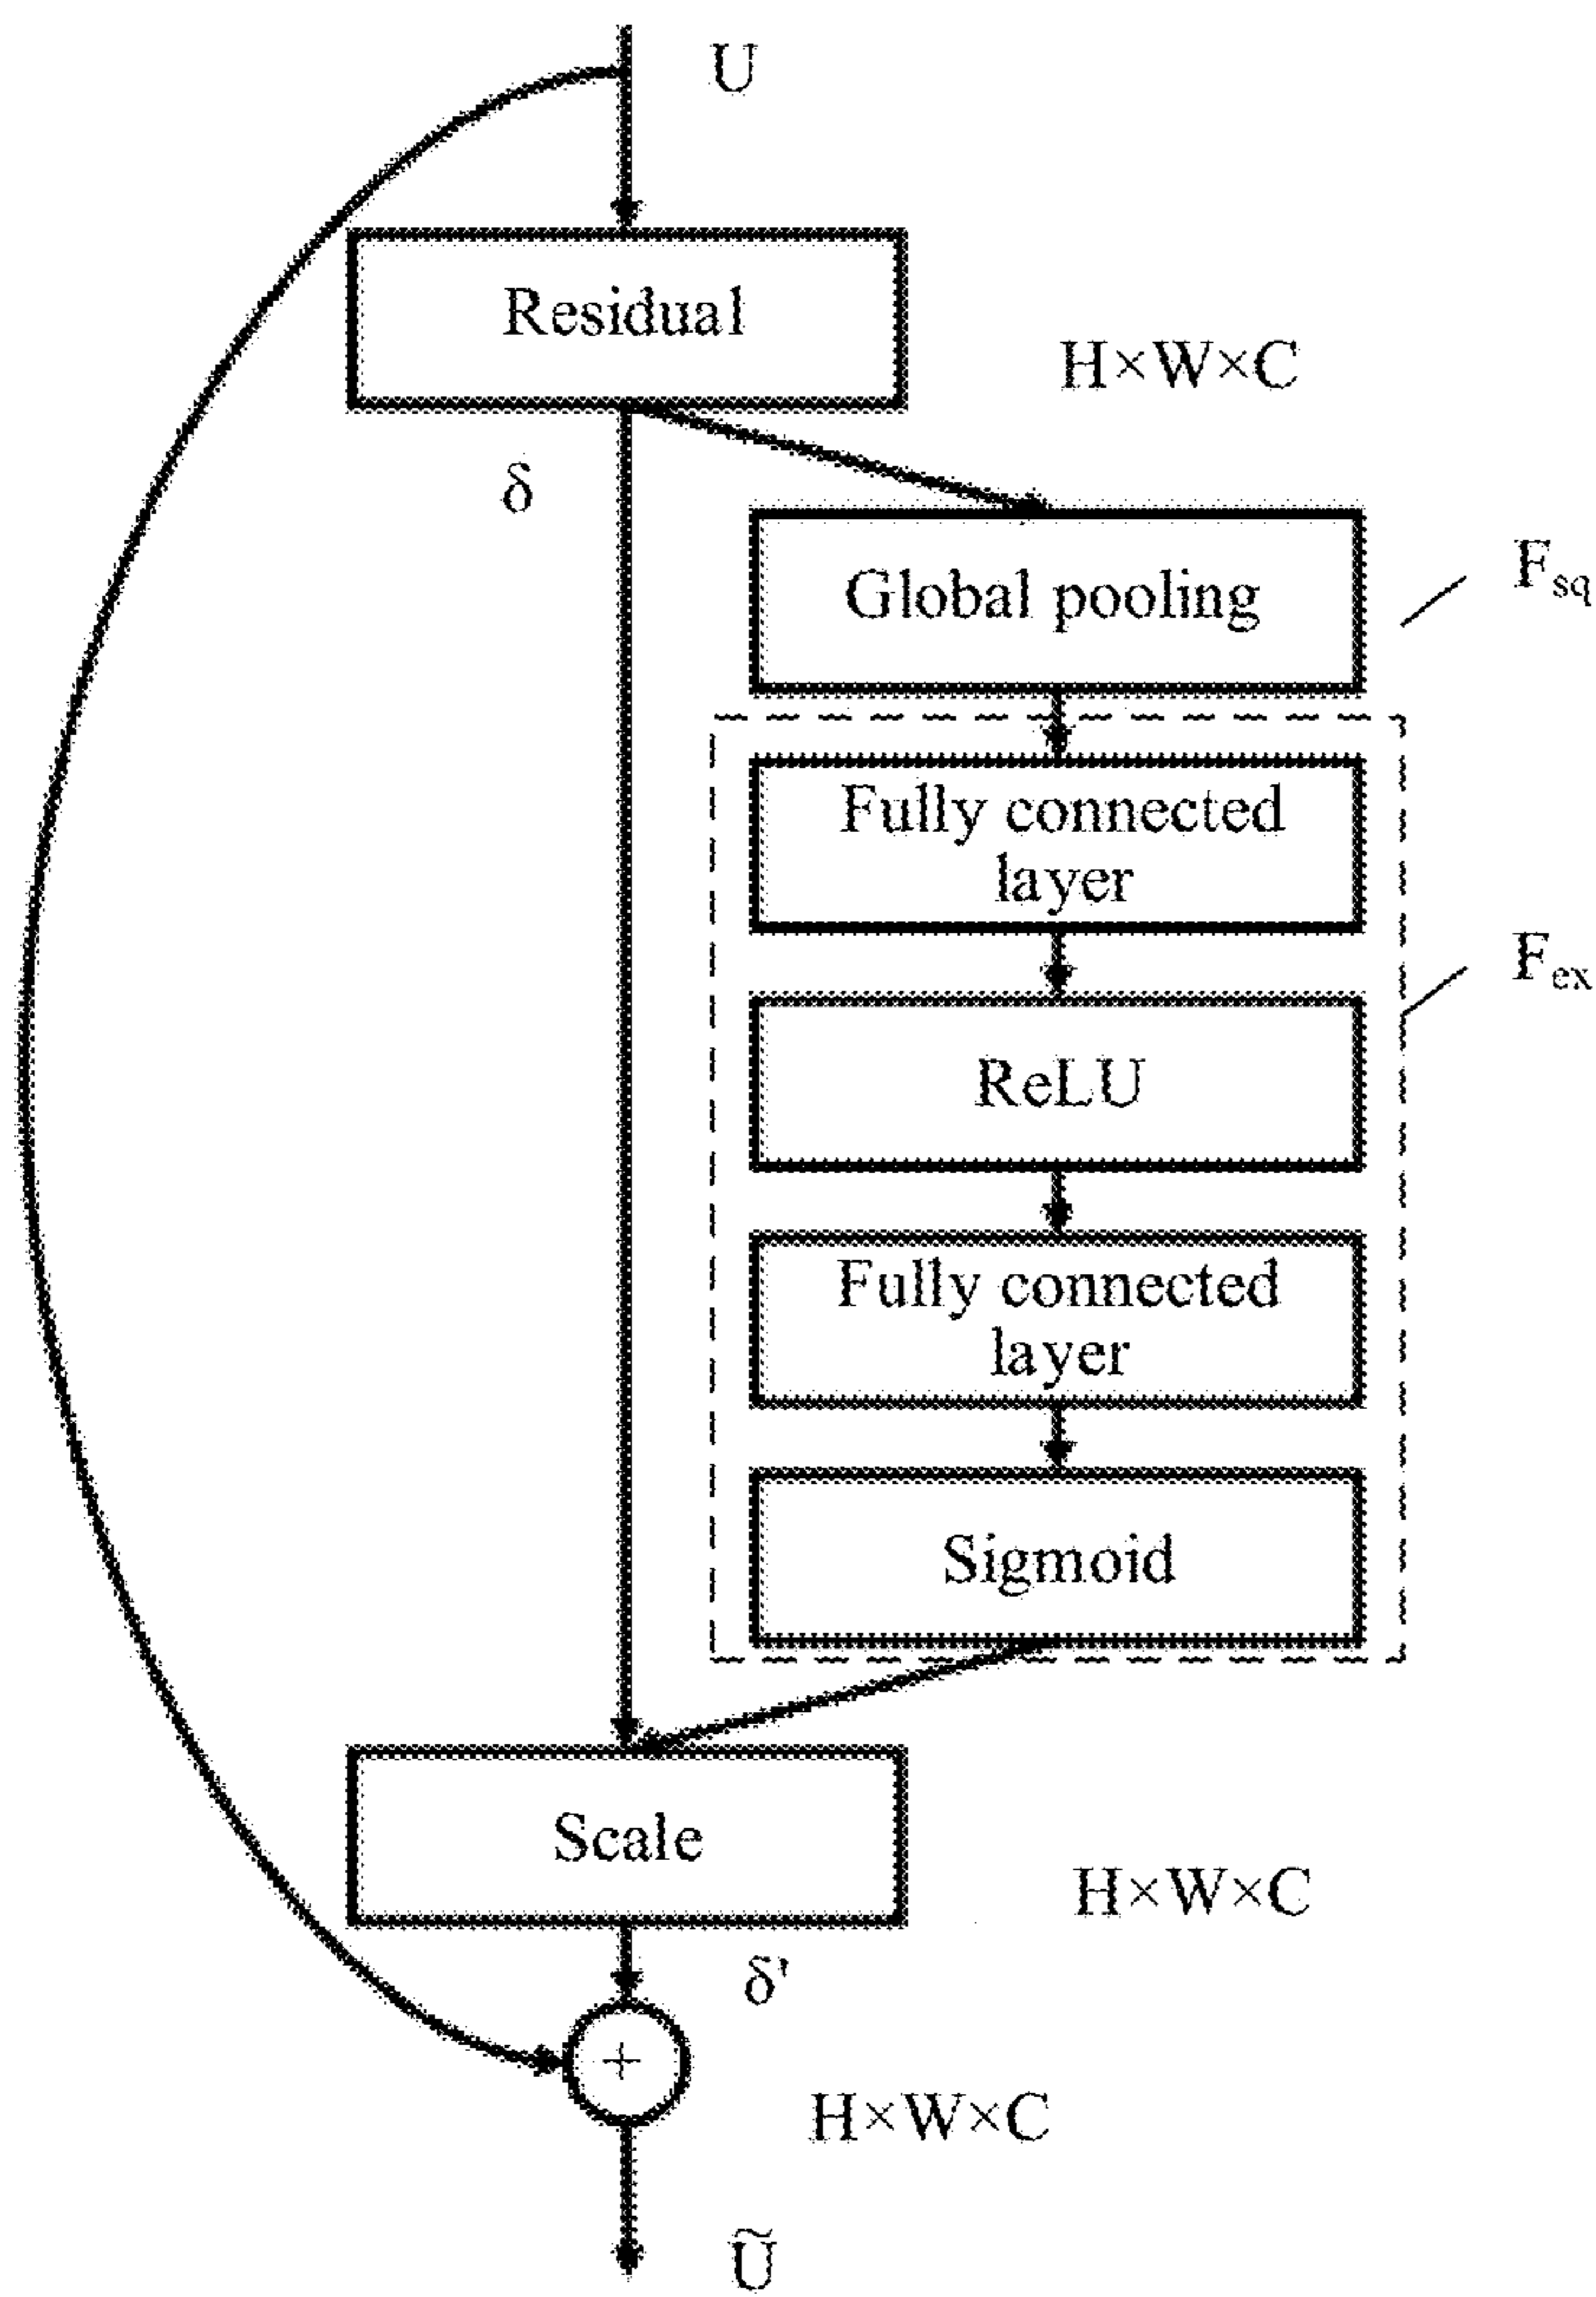 U
Residual
H×W×C
δ
Global pooling
F_sq
Fully connected
layer
F_ex
ReLU
Fully connected
layer
Sigmoid
Scale
H×W×C
δ'
+
H×W×C
Ũ